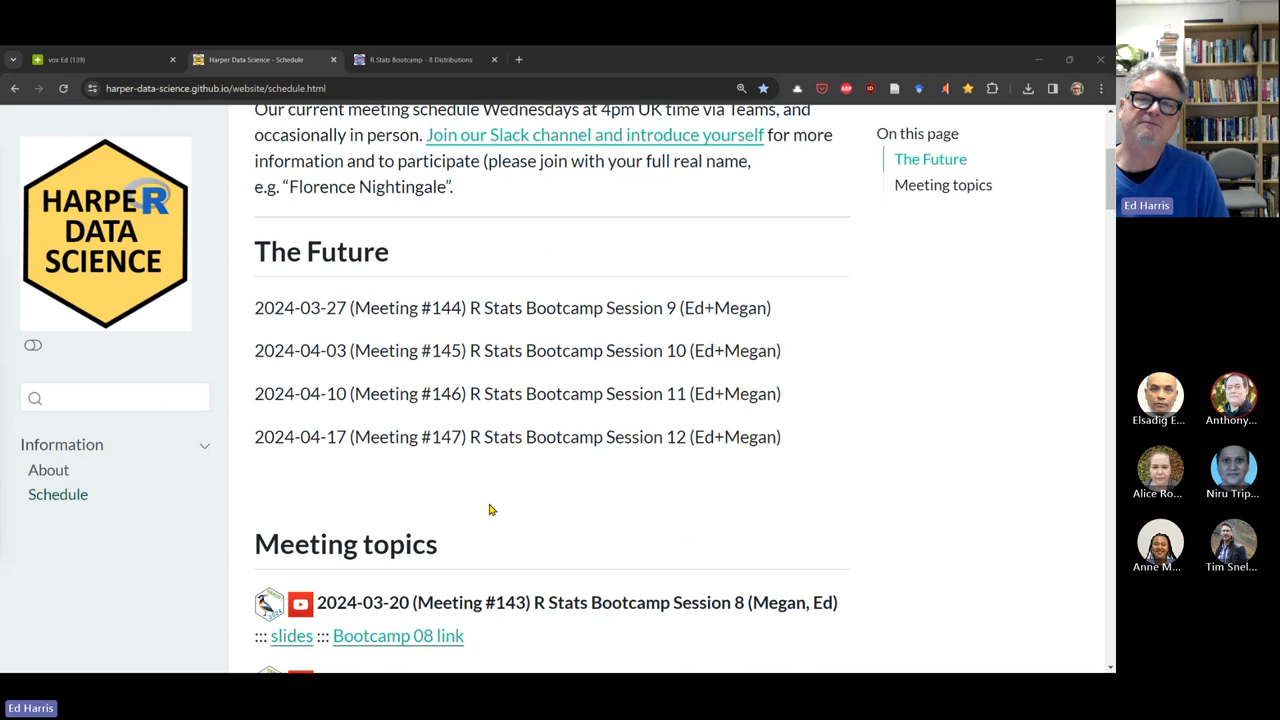 vox Ed (139)
Harper Data Science - Schedule
R Stats Bootcamp - 8 Distributions
harper-data-science.github.io/website/schedule.html
Our current meeting schedule Wednesdays at 4pm UK time via Teams, and
occasionally in person. Join our Slack channel and introduce yourself for more
information and to participate (please join with your full real name,
e.g. “Florence Nightingale”.
On this page
The Future
Meeting topics
HARPER
DATA
SCIENCE
Information
About
Schedule
The Future
2024-03-27 (Meeting #144) R Stats Bootcamp Session 9 (Ed+Megan)
2024-04-03 (Meeting #145) R Stats Bootcamp Session 10 (Ed+Megan)
2024-04-10 (Meeting #146) R Stats Bootcamp Session 11 (Ed+Megan)
2024-04-17 (Meeting #147) R Stats Bootcamp Session 12 (Ed+Megan)
Meeting topics
2024-03-20 (Meeting #143) R Stats Bootcamp Session 8 (Megan, Ed)
::: slides ::: Bootcamp 08 link
Ed Harris
Elsadig E...
Anthony...
Alice Ro...
Niru Trip...
Anne M...
Tim Snel...
Ed Harris